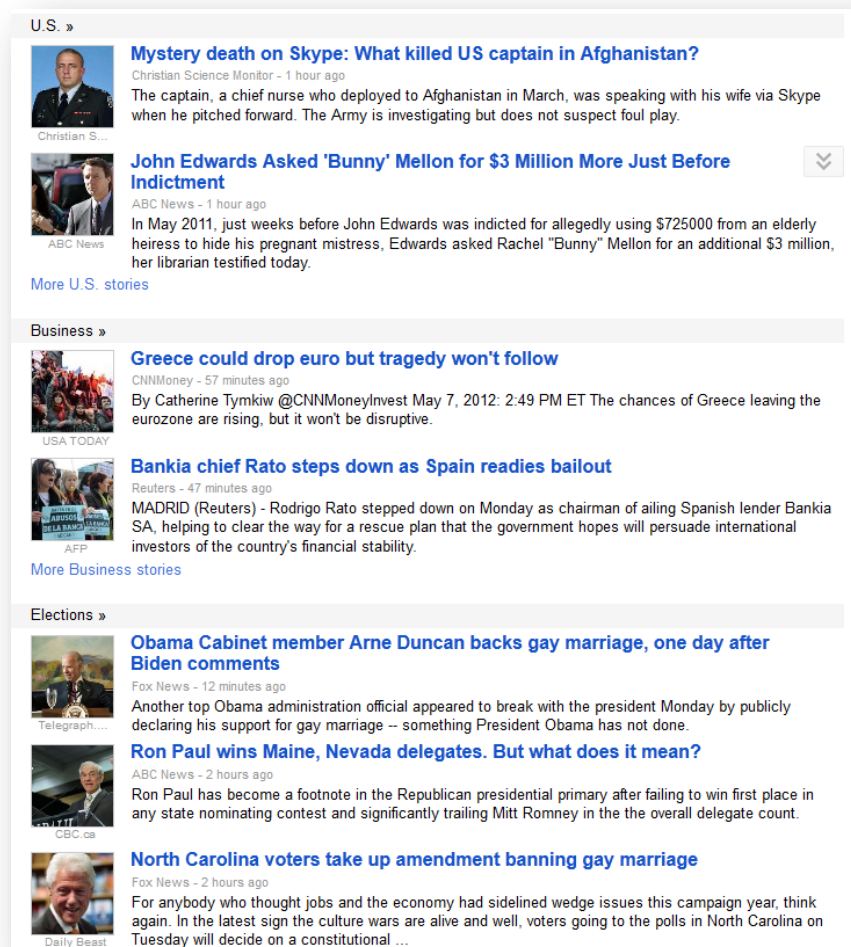 U.S. »
Mystery death on Skype: What killed US captain in Afghanistan?
Christian Science Monitor - 1 hour ago
The captain, a chief nurse who deployed to Afghanistan in March, was speaking with his wife via Skype
when he pitched forward. The Army is investigating but does not suspect foul play.
Christian S...
John Edwards Asked 'Bunny' Mellon for $3 Million More Just Before
Indictment
ABC News - 1 hour ago
In May 2011, just weeks before John Edwards was indicted for allegedly using $725000 from an elderly
heiress to hide his pregnant mistress, Edwards asked Rachel "Bunny" Mellon for an additional $3 million,
her librarian testified today.
ABC News
More U.S. stories
Business »
Greece could drop euro but tragedy won't follow
CNNMoney - 57 minutes ago
By Catherine Tymkiw @CNNMoneyInvest May 7, 2012: 2:49 PM ET The chances of Greece leaving the
eurozone are rising, but it won't be disruptive.
USA TODAY
Bankia chief Rato steps down as Spain readies bailout
Reuters - 47 minutes ago
MADRID (Reuters) - Rodrigo Rato stepped down on Monday as chairman of ailing Spanish lender Bankia
SA, helping to clear the way for a rescue plan that the government hopes will persuade international
investors of the country's financial stability.
ABUSOS
DE LA BANCA
AFP
More Business stories
Elections »
Obama Cabinet member Arne Duncan backs gay marriage, one day after
Biden comments
Fox News - 12 minutes ago
Another top Obama administration official appeared to break with the president Monday by publicly
declaring his support for gay marriage -- something President Obama has not done.
Telegraph....
Ron Paul wins Maine, Nevada delegates. But what does it mean?
ABC News - 2 hours ago
Ron Paul has become a footnote in the Republican presidential primary after failing to win first place in
any state nominating contest and significantly trailing Mitt Romney in the the overall delegate count.
CBC.ca
North Carolina voters take up amendment banning gay marriage
Fox News - 2 hours ago
For anybody who thought jobs and the economy had sidelined wedge issues this campaign year, think
again. In the latest sign the culture wars are alive and well, voters going to the polls in North Carolina on
Tuesday will decide on a constitutional ...
Daily Beast